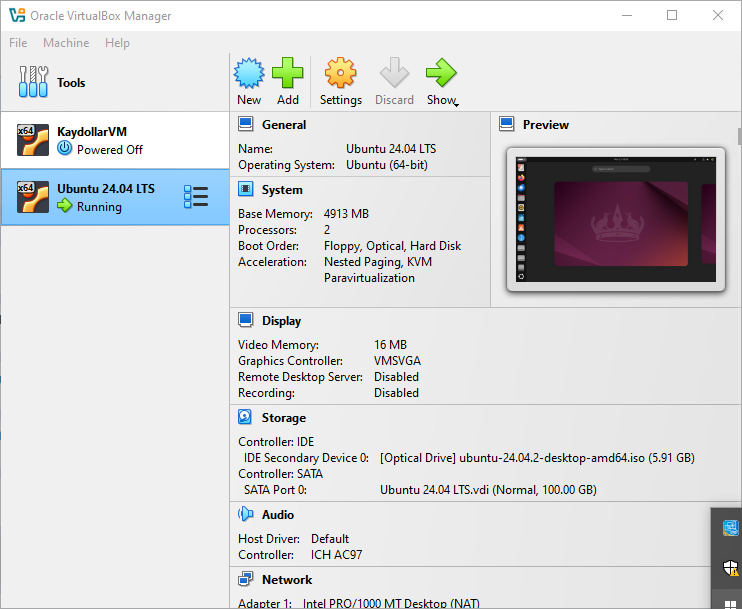 Oracle VirtualBox Manager
File Machine Help
Tools
New Add Settings Discard Show
x64 KaydollarVM
Powered Off
x64 Ubuntu 24.04 LTS
Running
General
Name: Ubuntu 24.04 LTS
Operating System: Ubuntu (64-bit)
Preview
System
Base Memory: 4913 MB
Processors: 2
Boot Order: Floppy, Optical, Hard Disk
Acceleration: Nested Paging, KVM
Paravirtualization
Display
Video Memory: 16 MB
Graphics Controller: VMSVGA
Remote Desktop Server: Disabled
Recording: Disabled
Storage
Controller: IDE
IDE Secondary Device 0: [Optical Drive] ubuntu-24.04.2-desktop-amd64.iso (5.91 GB)
Controller: SATA
SATA Port 0: Ubuntu 24.04 LTS.vdi (Normal, 100.00 GB)
Audio
Host Driver: Default
Controller: ICH AC97
Network
Adapter 1: Intel PRO/1000 MT Desktop (NAT)